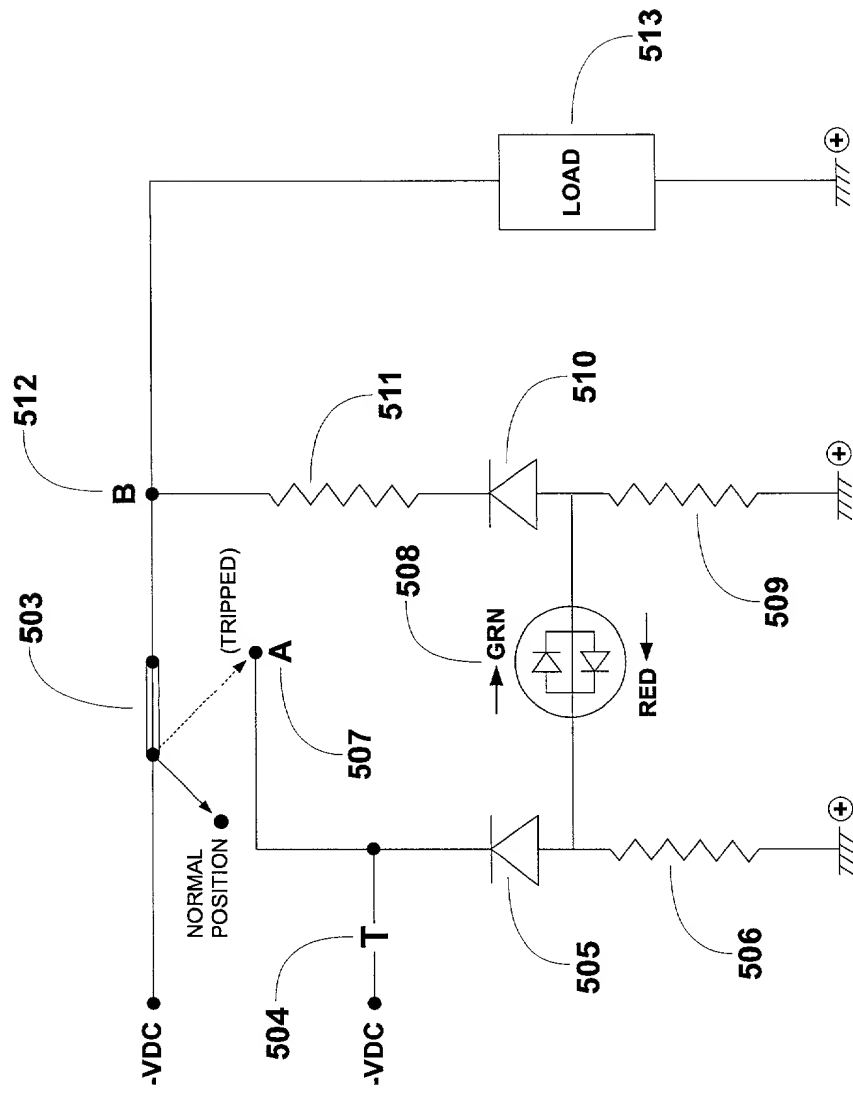 512
B
503
(TRIPPED)
A
507
NORMAL
POSITION
-VDC
504
T
-VDC
511
510
508
GRN
RED
505
506
509
LOAD
513
+
+
+